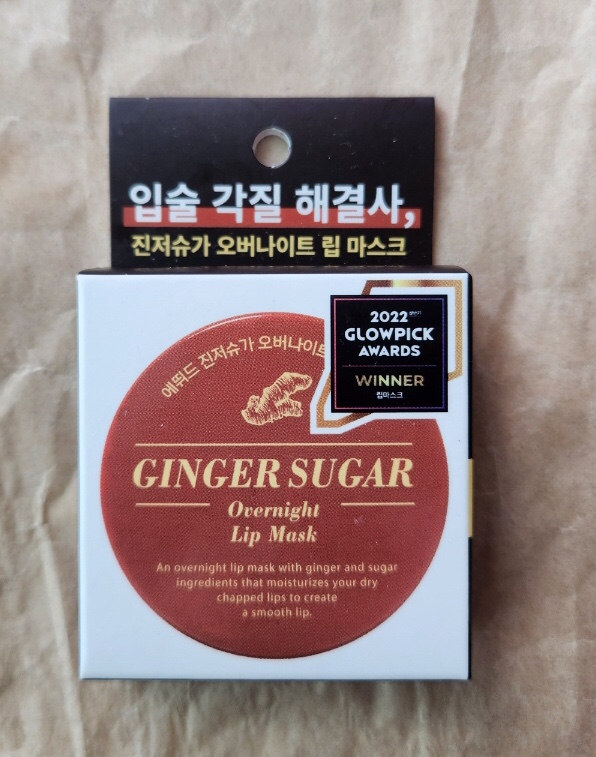 입술 각질 해결사,
진저슈가 오버나이트 립 마스크
2022
GLOWPICK
AWARDS
WINNER
립마스크
에뛰드 진저슈가 오버나이트
GINGER SUGAR
Overnight
Lip Mask
An overnight lip mask with ginger and sugar
ingredients that moisturizes your dry
chapped lips to create
a smooth lip.